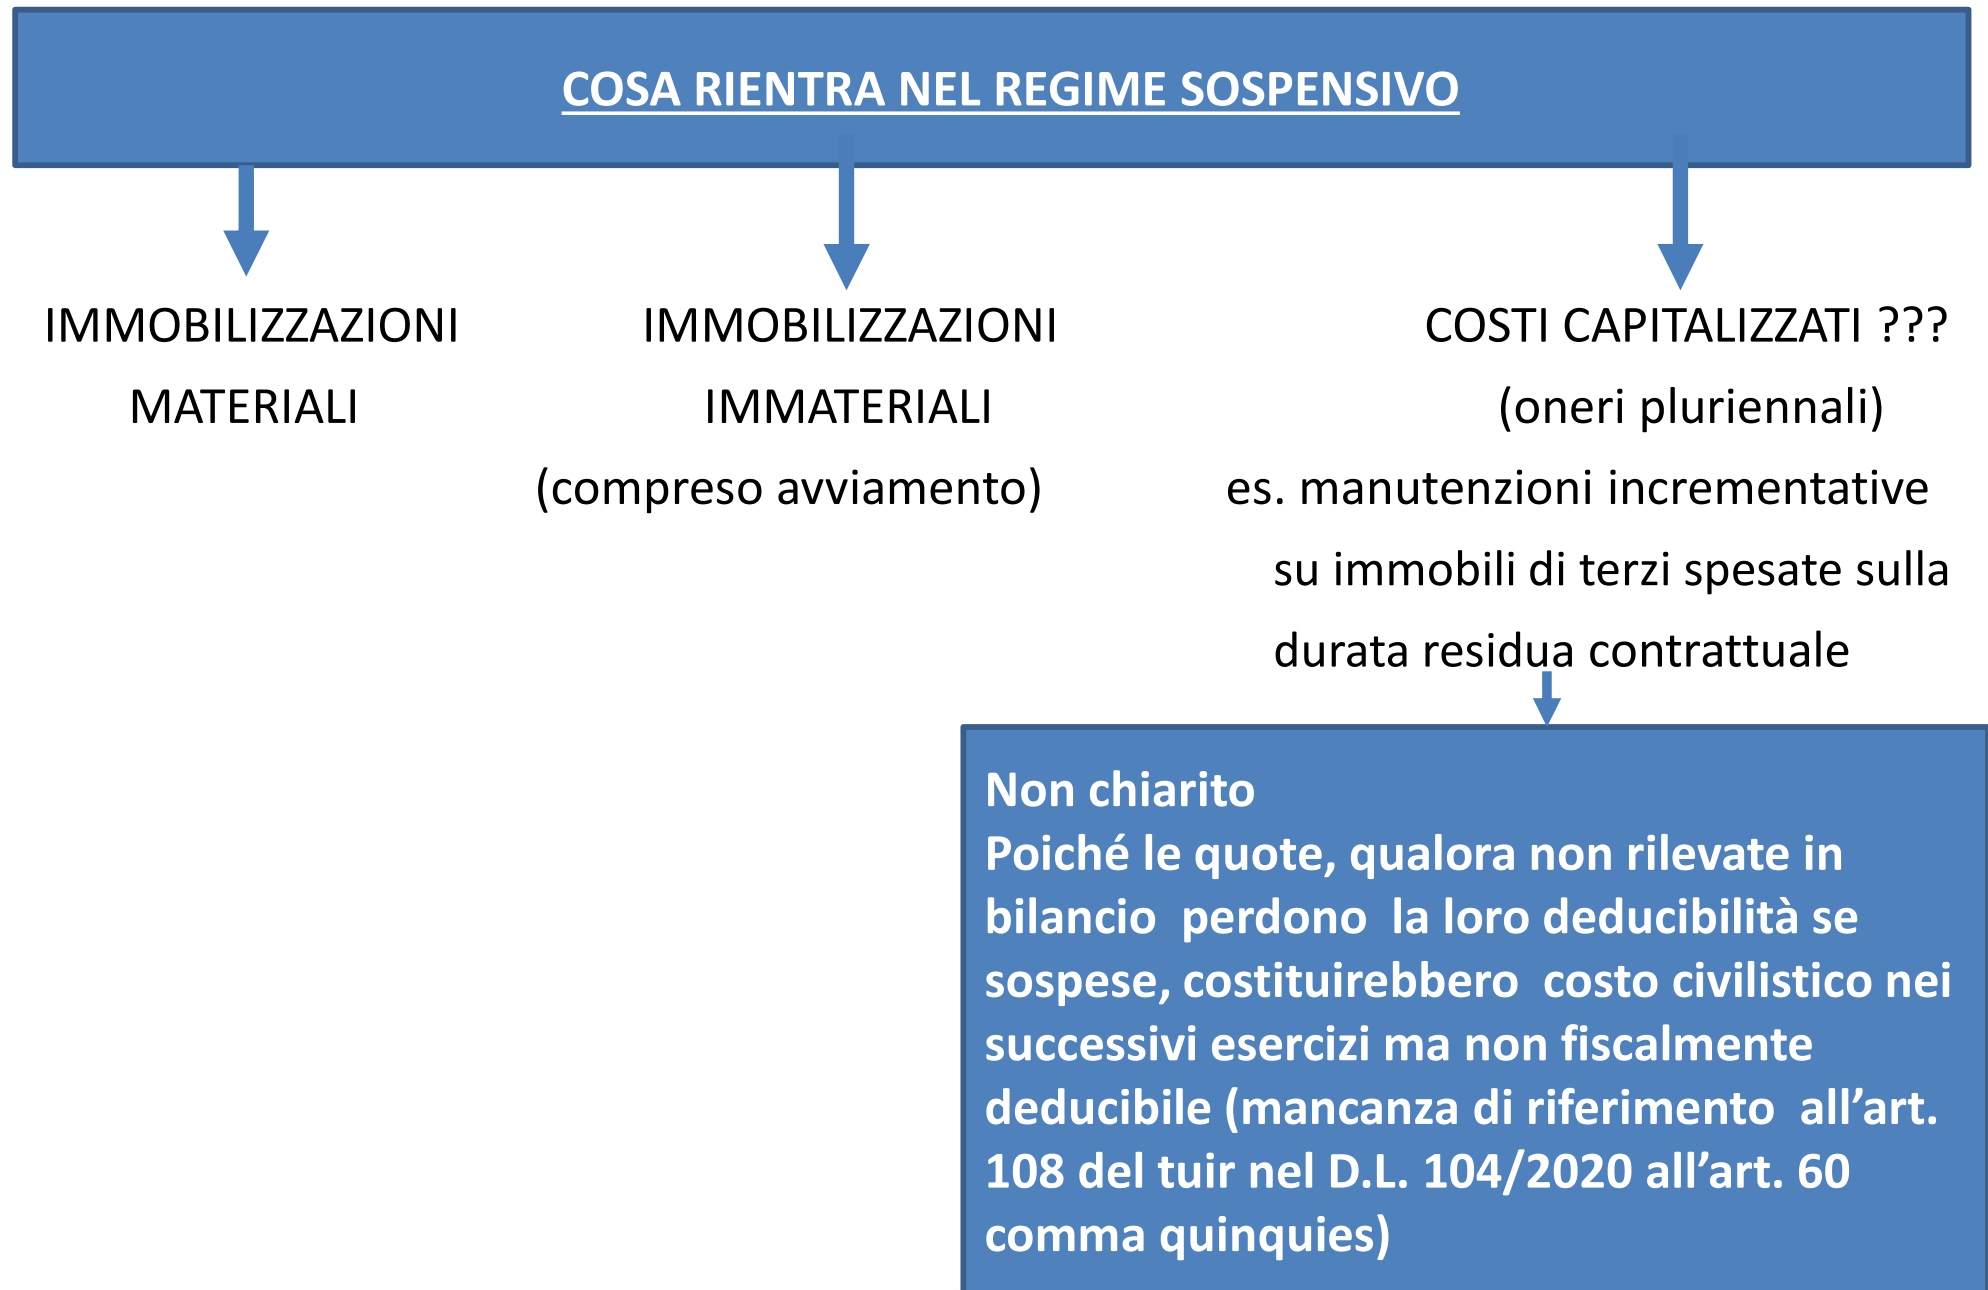 COSA RIENTRA NEL REGIME SOSPENSIVO
IMMOBILIZZAZIONI
MATERIALI
IMMOBILIZZAZIONI
IMMATERIALI
(compreso avviamento)
COSTI CAPITALIZZATI ???
(oneri pluriennali)
es. manutenzioni incrementative
su immobili di terzi spesate sulla
durata residua contrattuale
Non chiarito
Poiché le quote, qualora non rilevate in
bilancio perdono la loro deducibilità se
sospese, costituirebbero costo civilistico nei
successivi esercizi ma non fiscalmente
deducibile (mancanza di riferimento all’art.
108 del tuir nel D.L. 104/2020 all’art. 60
comma quinquies)